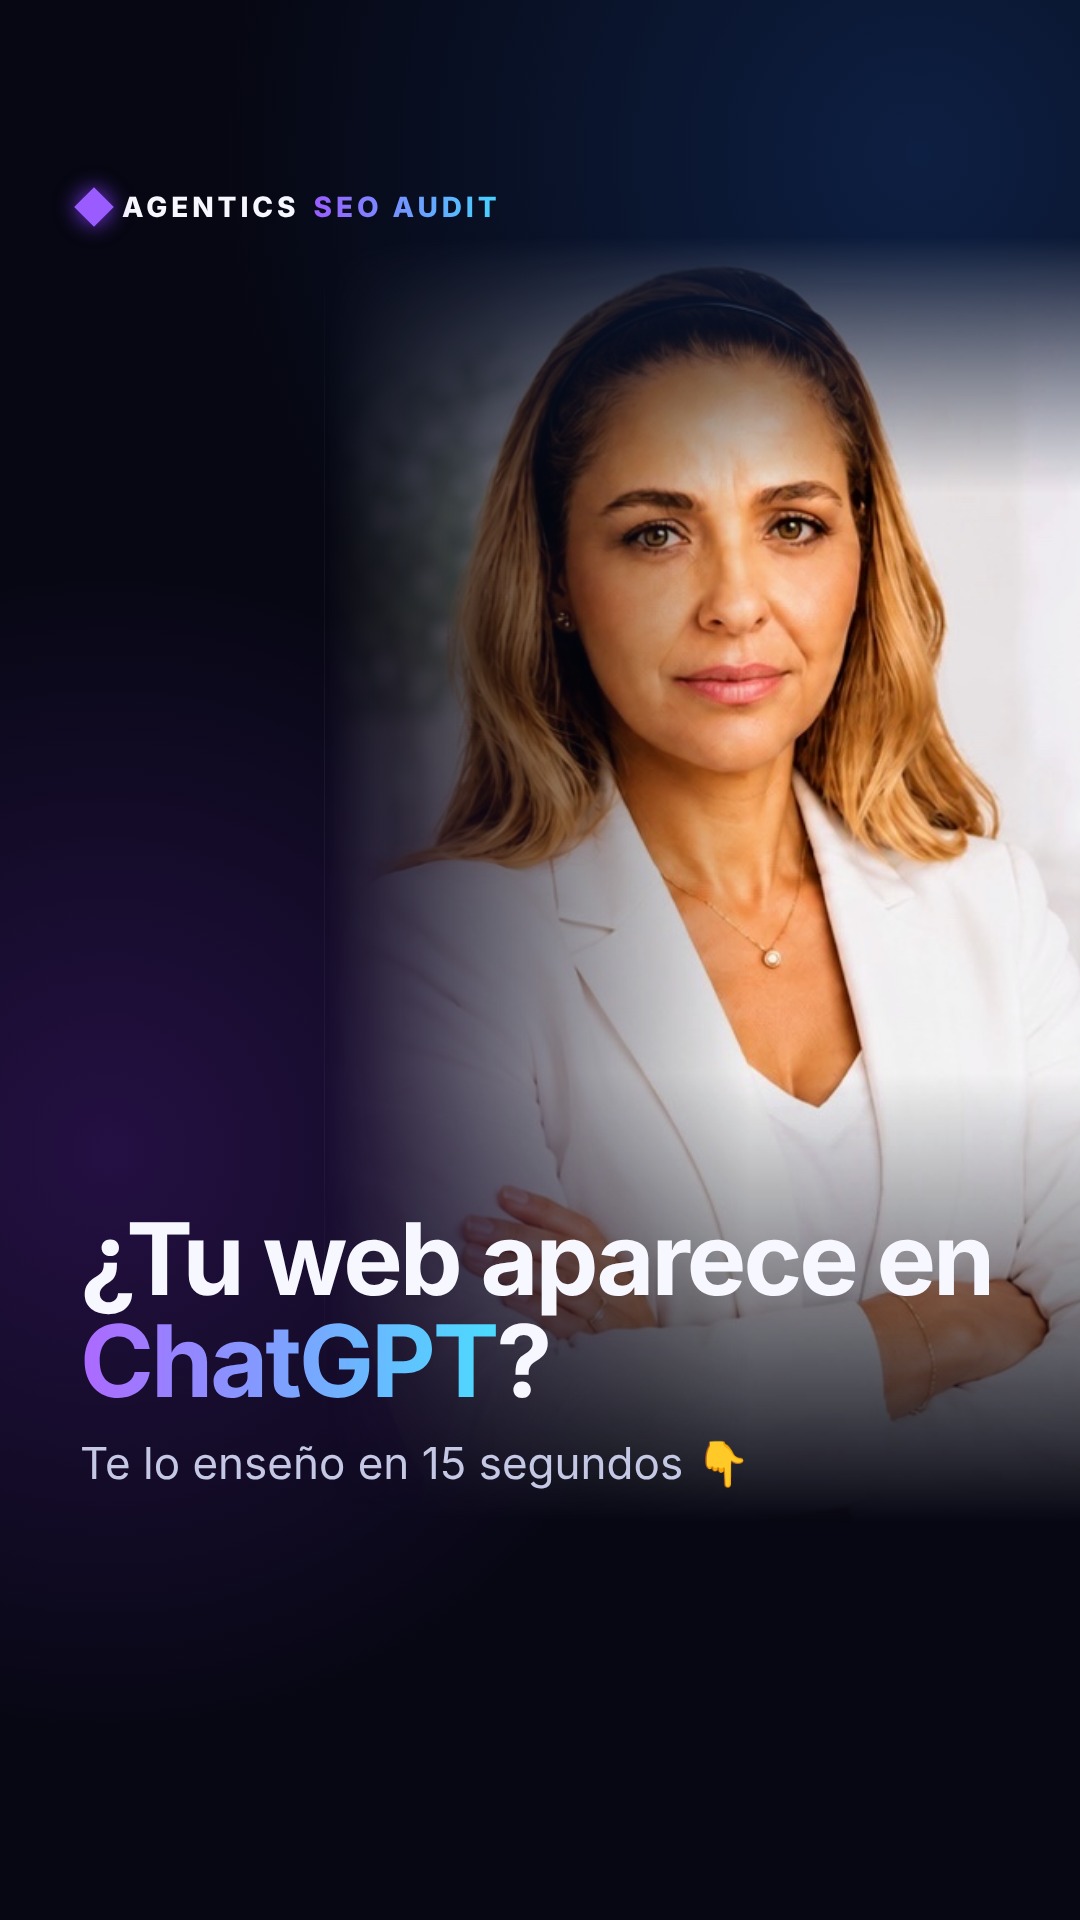 AGENTICS SEO AUDIT
¿Tu web aparece en
ChatGPT?
Te lo enseño en 15 segundos 👇